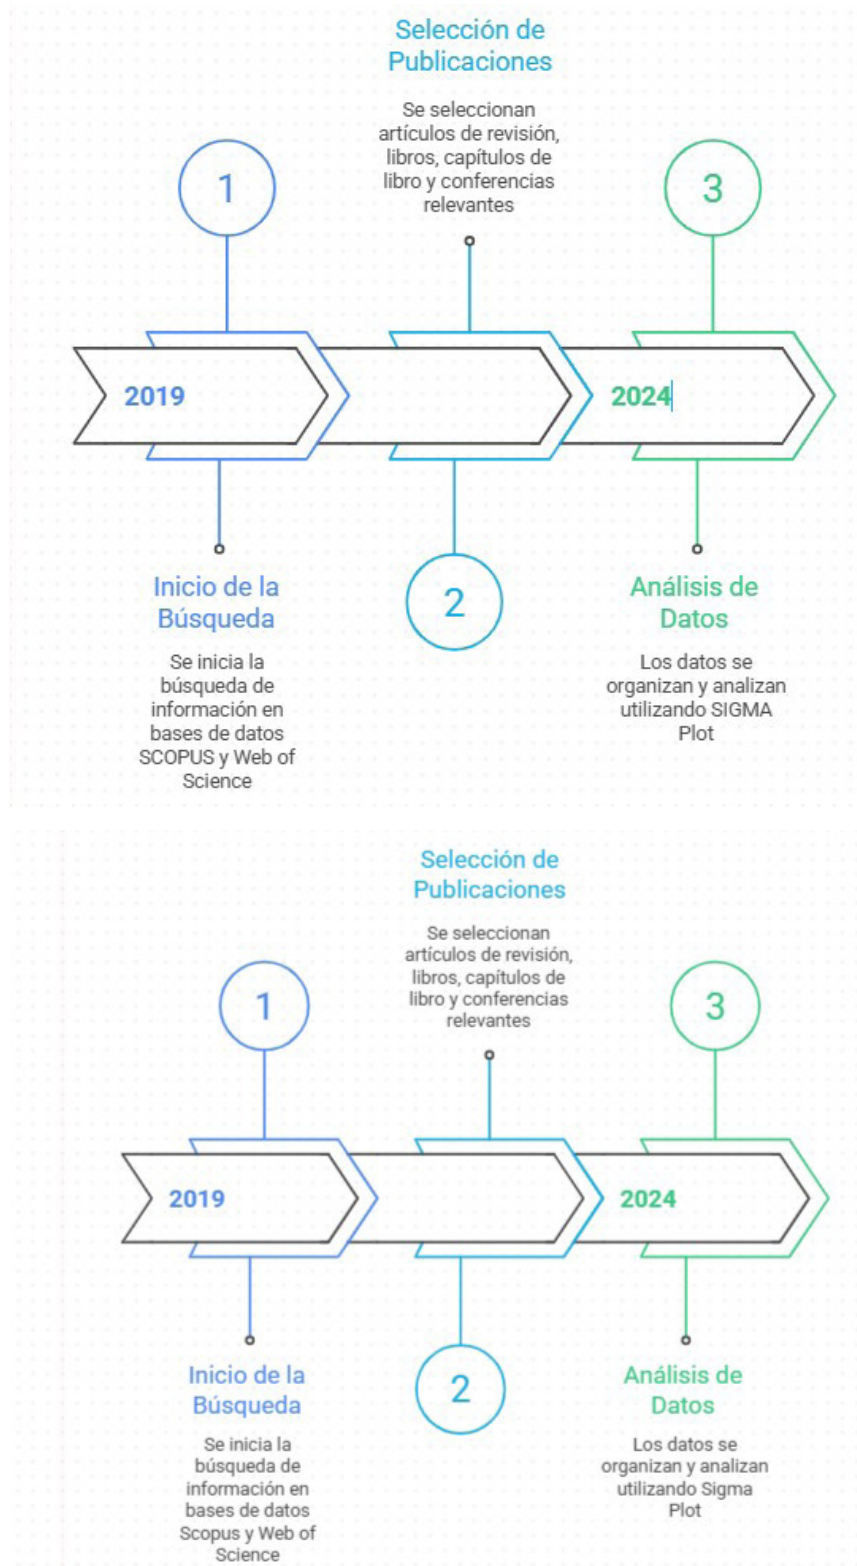 Selección de
Publicaciones
Se seleccionan
artículos de revisión,
libros, capítulos de
libro y conferencias
relevantes
1
3
2019
2024
Inicio de la
Búsqueda
Se inicia la
búsqueda de
información en
bases de datos
SCOPUS y Web of
Science
2
Análisis de
Datos
Los datos se
organizan y analizan
utilizando SIGMA
Plot
Selección de
Publicaciones
Se seleccionan
artículos de revisión,
libros, capítulos de
libro y conferencias
relevantes
1
3
2019
2024
Inicio de la
Búsqueda
Se inicia la
búsqueda de
información en
bases de datos
Scopus y Web of
Science
2
Análisis de
Datos
Los datos se
organizan y analizan
utilizando Sigma
Plot